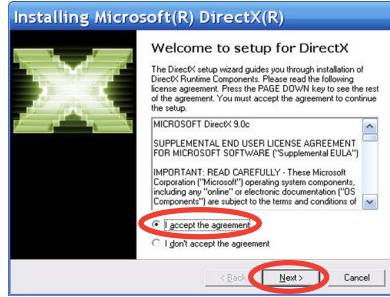 Installing Microsoft(R) DirectX(R)
Welcome to setup for DirectX
The DirectX setup wizard guides you through installation of
DirectX Runtime Components. Please read the following
license agreement. Press the PAGE DOWN key to see the rest
of the agreement. You must accept the agreement to continue
the setup.
MICROSOFT DirectX 9.0c
SUPPLEMENTAL END USER LICENSE AGREEMENT
FOR MICROSOFT SOFTWARE ("Supplemental EULA")
IMPORTANT: READ CAREFULLY - These Microsoft
Corporation ("Microsoft") operating system components,
including any "online" or electronic documentation ("OS
Components") are subject to the terms and conditions of
I accept the agreement
I don't accept the agreement
< Back
Next >
Cancel